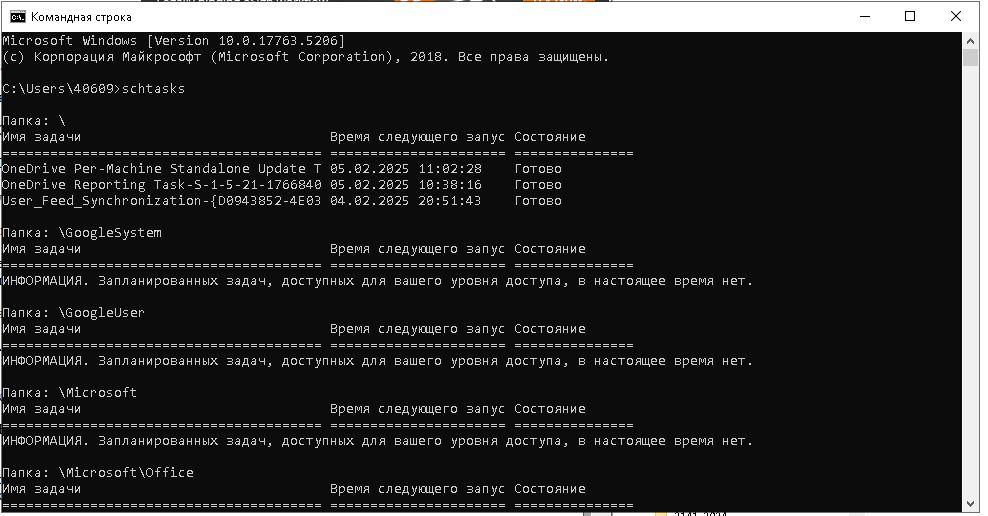 Командная строка
Microsoft Windows [Version 10.0.17763.5206]
(c) Корпорация Майкрософт (Microsoft Corporation), 2018. Все права защищены.
C:\Users\40609>schtasks
Папка: \
Имя задачи                              Время следующего запус Состояние
======================================== ====================== ===============
OneDrive Per-Machine Standalone Update T 05.02.2025 11:02:28    Готово
OneDrive Reporting Task-S-1-5-21-1766840 05.02.2025 10:38:16    Готово
User_Feed_Synchronization-{D0943852-4E03 04.02.2025 20:51:43    Готово
Папка: \GoogleSystem
Имя задачи                              Время следующего запус Состояние
======================================== ====================== ===============
ИНФОРМАЦИЯ. Запланированных задач, доступных для вашего уровня доступа, в настоящее время нет.
Папка: \GoogleUser
Имя задачи                              Время следующего запус Состояние
======================================== ====================== ===============
ИНФОРМАЦИЯ. Запланированных задач, доступных для вашего уровня доступа, в настоящее время нет.
Папка: \Microsoft
Имя задачи                              Время следующего запус Состояние
======================================== ====================== ===============
ИНФОРМАЦИЯ. Запланированных задач, доступных для вашего уровня доступа, в настоящее время нет.
Папка: \Microsoft\Office
Имя задачи                              Время следующего запус Состояние
======================================== ====================== ===============